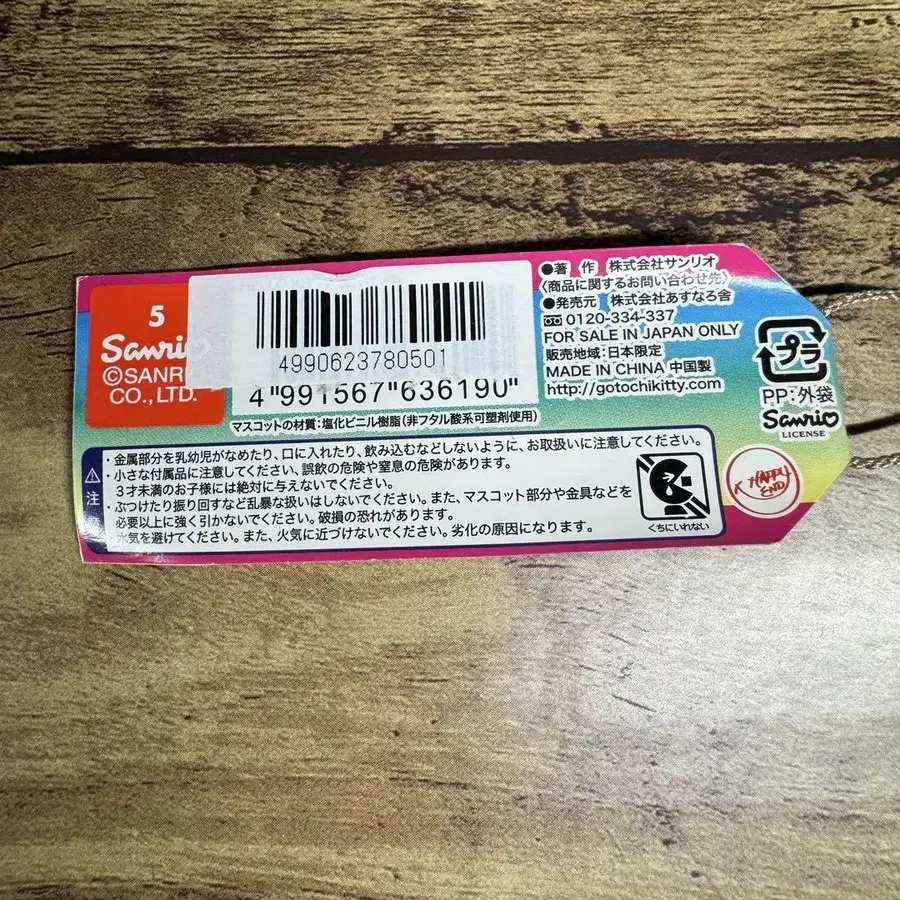 5
Sanrio
©SANRI
CO., LTD.
4990623780501
4"991567"636190"
マスコットの材質:塩化ビニル樹脂(非フタル酸系可塑剤使用)
●著 作 株式会社サンリオ
〈商品に関するお問い合わせ先〉
●発売元 株式会社あすなろ舎
0120-334-337
FOR SALE IN JAPAN ONLY
販売地域:日本限定
MADE IN CHINA 中国製
http://gotochikitty.com
プラ
PP:外袋
Sanrio
LICENSE
注
・金属部分を乳幼児がなめたり、口に入れたり、飲み込むなどしないように、お取扱いに注意してください。
・小さな付属品に注意してください、誤飲の危険や窒息の危険があります。
3才未満のお子様には絶対に与えないでください。
・ぶつけたり振り回すなど乱暴な扱いはしないでください。また、マスコット部分や金具などを
必要以上に強く引かないでください。破損の恐れがあります。
水気を避けてください。また、火気に近づけないでください。劣化の原因になります。
くちにいれない
HAPPY
END